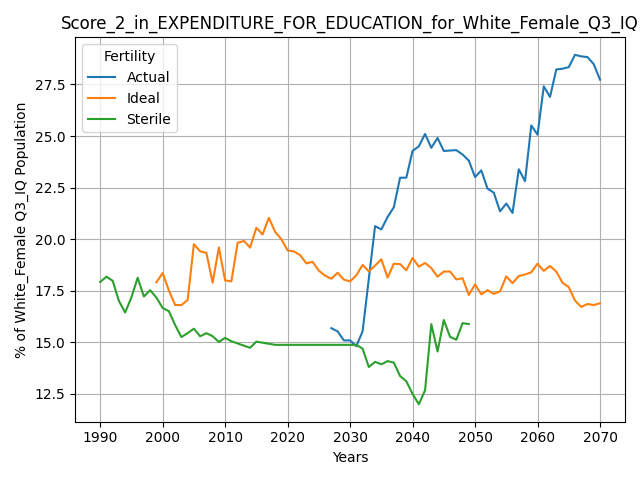 Score_2_in_EXPENDITURE_FOR_EDUCATION_for_White_Female_Q3_IQ
Fertility
Actual
Ideal
Sterile
% of White_Female Q3_IQ Population
27.5
25.0
22.5
20.0
17.5
15.0
12.5
1990 2000 2010 2020 2030 2040 2050 2060 2070
Years